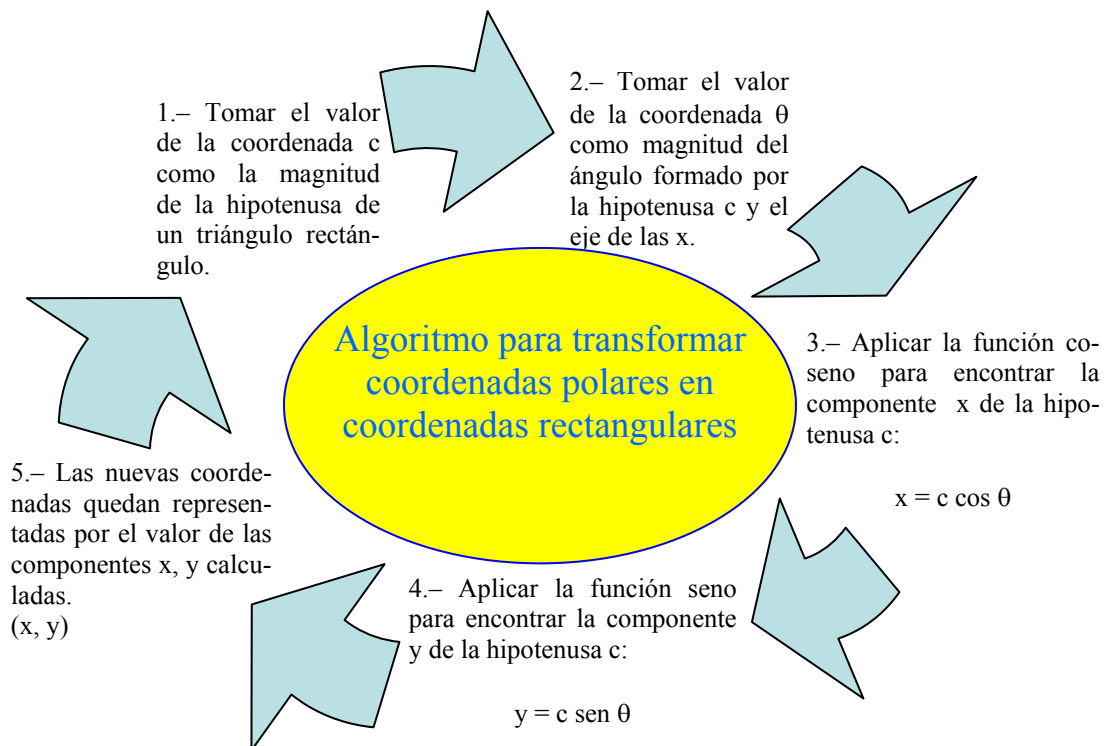 1.– Tomar el valor
de la coordenada c
como la magnitud
de la hipotenusa de
un triángulo rectán-
gulo.
2.– Tomar el valor
de la coordenada θ
como magnitud del
ángulo formado por
la hipotenusa c y el
eje de las x.
Algoritmo para transformar
coordenadas polares en
coordenadas rectangulares
3.– Aplicar la función co-
seno para encontrar la
componente x de la hipo-
tenusa c:
x = c cos θ
4.– Aplicar la función seno
para encontrar la componente
y de la hipotenusa c:
y = c sen θ
5.– Las nuevas coorde-
nadas quedan represen-
tadas por el valor de las
componentes x, y calcu-
ladas.
(x, y)